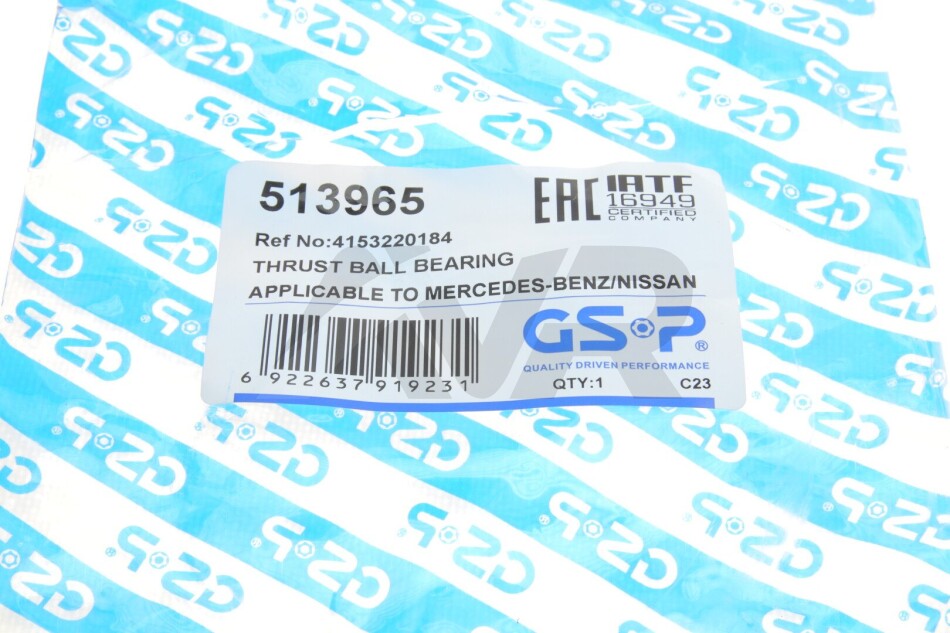 513965
EAC
IATF
16949
CERTIFIED
COMPANY
Ref No:4153220184
THRUST BALL BEARING
APPLICABLE TO MERCEDES-BENZ/NISSAN
GSP®
QUALITY DRIVEN PERFORMANCE
6 922637 919231
QTY:1
C23